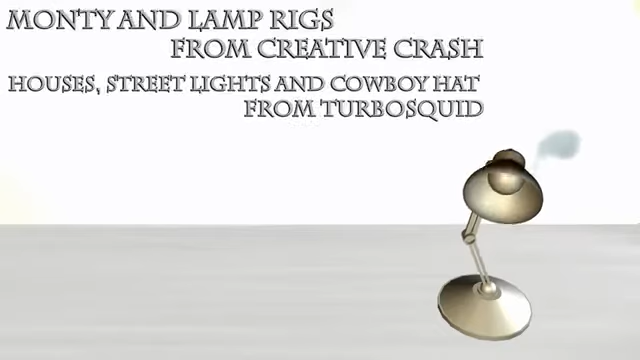 MONTY AND LAMP RIGS
FROM CREATIVE CRASH
HOUSES, STREET LIGHTS AND COWBOY HAT
FROM TURBOSQUID